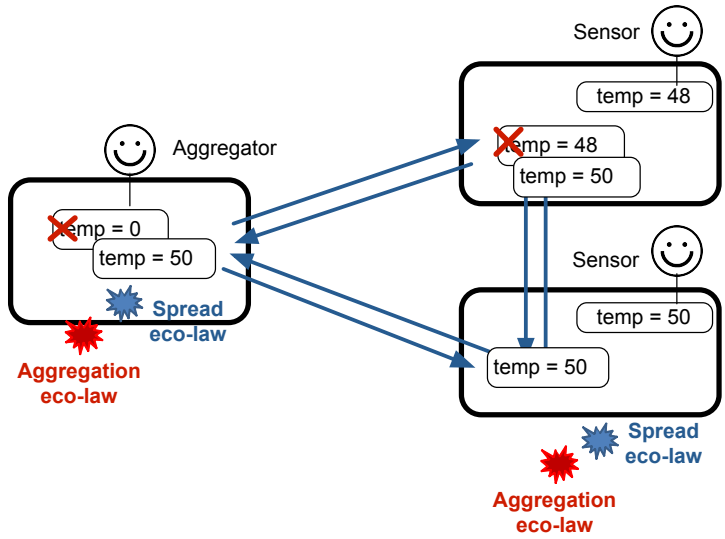 Sensor
temp = 48
Aggregator
temp = 48
temp = 50
temp = 0
temp = 50
Sensor
Spread
eco-law
temp = 50
Aggregation
eco-law
temp = 50
Spread
eco-law
Aggregation
eco-law